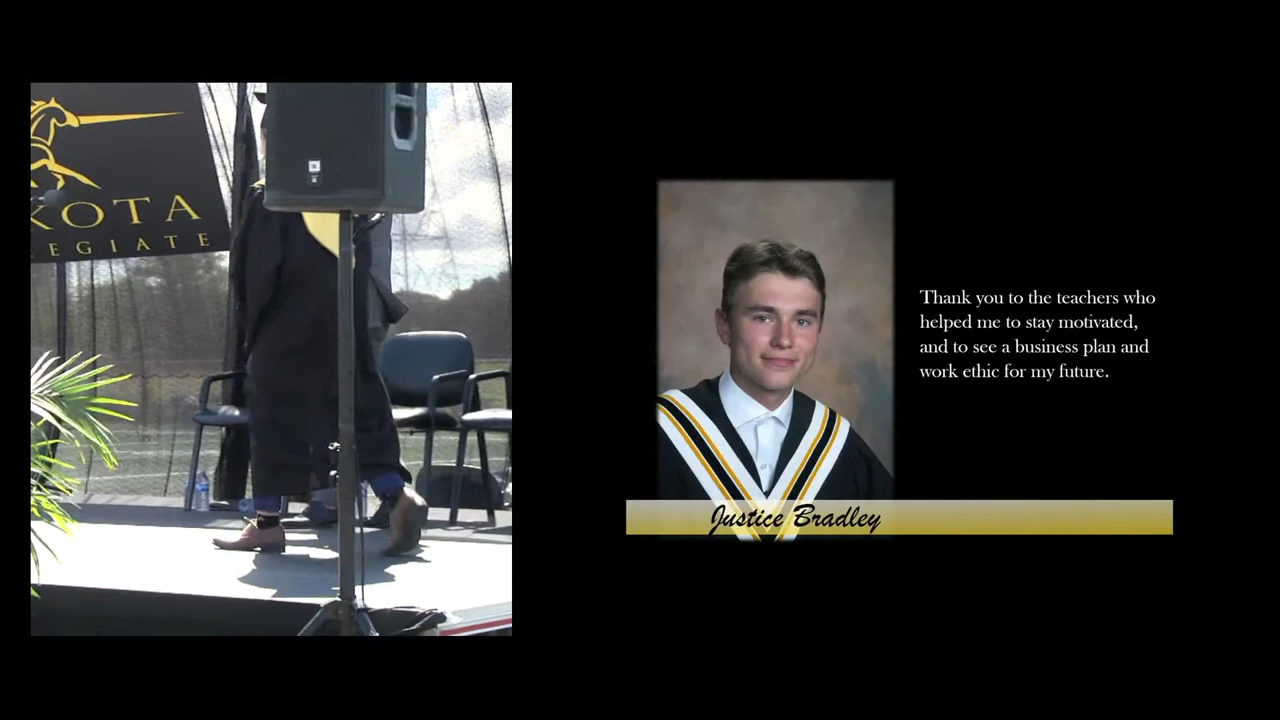 KOTA
EGIATE
Thank you to the teachers who
helped me to stay motivated,
and to see a business plan and
work ethic for my future.
Justice Bradley